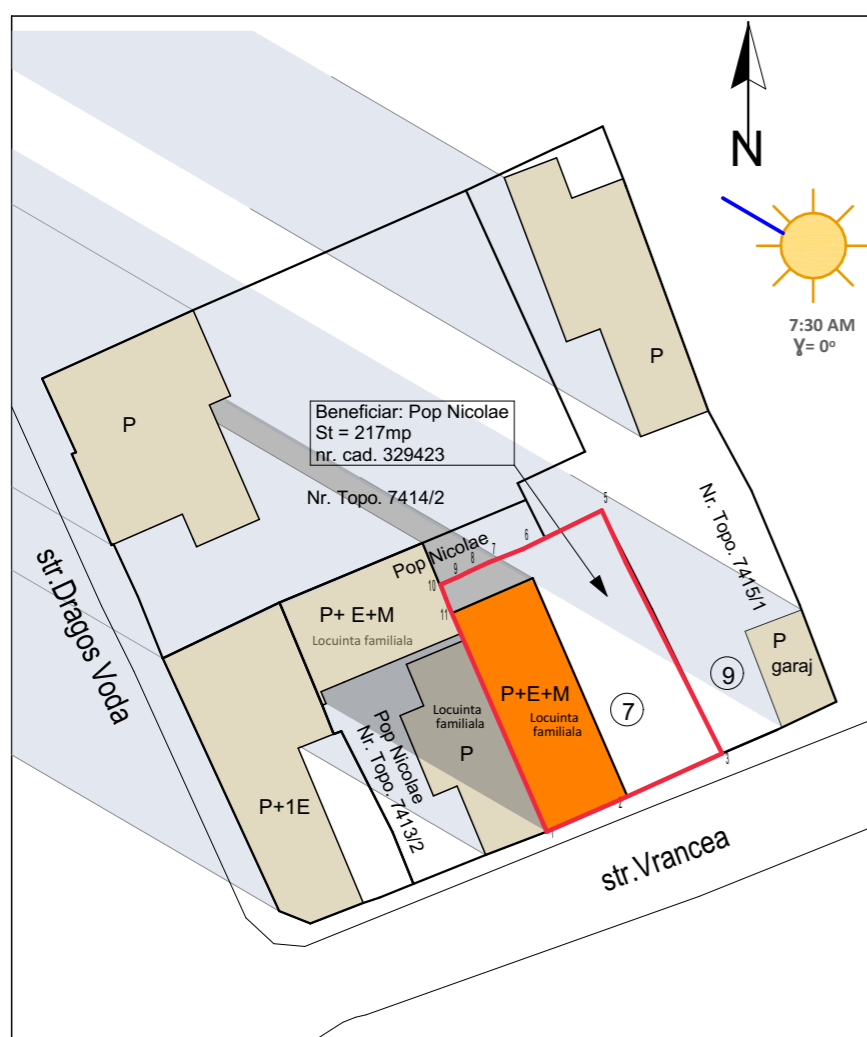 N
7:30 AM
Ɣ= 0º
P
P
Beneficiar: Pop Nicolae
St = 217mp
nr. cad. 329423
Nr. Topo. 7414/2
Nr. Topo. 7415/1
5
6
7
8
9
10
11
Pop Nicolae
P+ E+M
Locuinta familiala
str.Dragos Voda
P
garaj
9
7
P+E+M
Locuinta
familiala
Locuinta
familiala
P
Pop Nicolae
Nr. Topo. 7413/2
P+1E
1
2
3
str.Vrancea